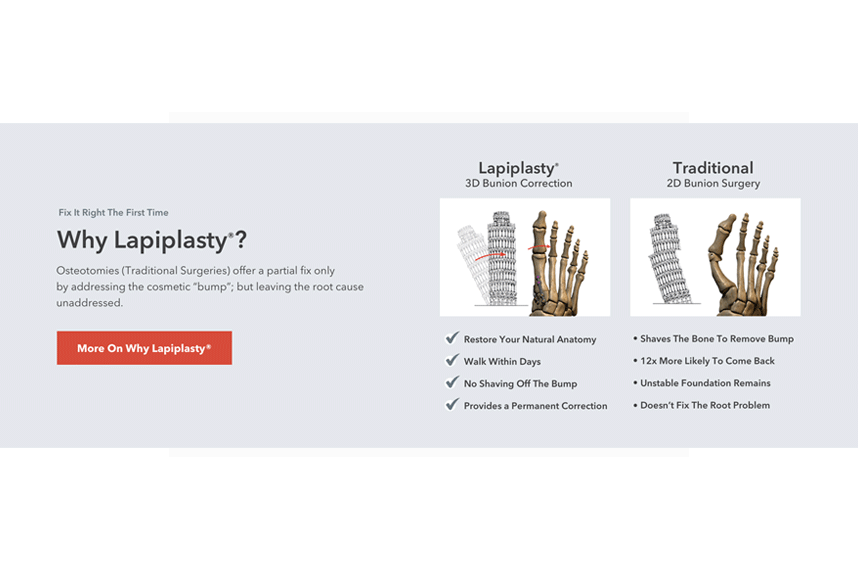 Fix It Right The First Time
Why Lapiplasty®?
Osteotomies (Traditional Surgeries) offer a partial fix only
by addressing the cosmetic “bump”; but leaving the root cause
unaddressed.
More On Why Lapiplasty®
Lapiplasty®
3D Bunion Correction
Restore Your Natural Anatomy
Walk Within Days
No Shaving Off The Bump
Provides a Permanent Correction
Traditional
2D Bunion Surgery
• Shaves The Bone To Remove Bump
• 12x More Likely To Come Back
• Unstable Foundation Remains
• Doesn’t Fix The Root Problem